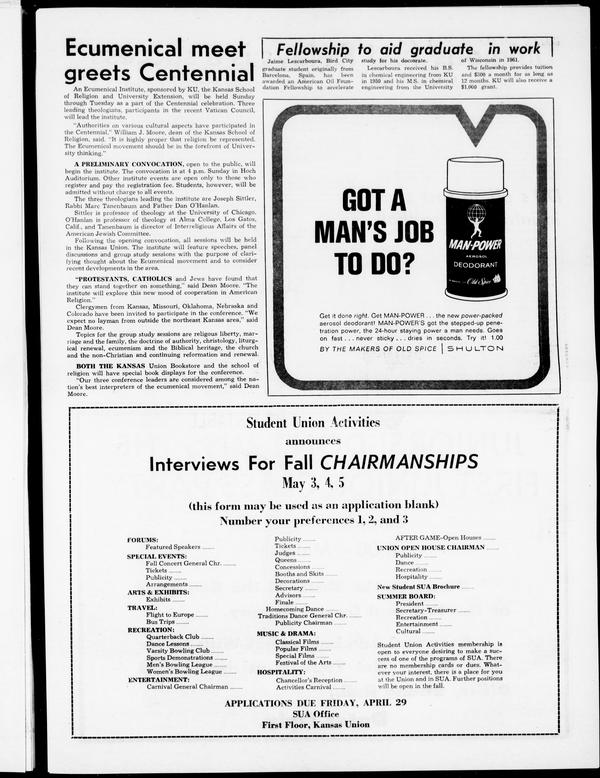 Ecumenical meet
greets Centennial
An Ecumenical Institute, sponsored by KU, the Kansas School
of Religion and University Extension, will be held Sunday
through Tuesday as a part of the Centennial celebration. Three
leading theologians, participants in the recent Vatican Council,
will lead the institute.
"Authorities on various cultural aspects have participated in
the Centennial," William J. Moore, dean of the Kansas School of
Religion, said. "It is highly proper that religion be represented.
The Ecumenical movement should be in the forefront of Univer-
sity thinking."
A PRELIMINARY CONVOCATION, open to the public, will
begin the institute. The convocation is at 4 p.m. Sunday in Hoch
Auditorium. Other institute events are open only to those who
register and pay the registration fee. Students, however, will be
admitted without charge to all events.
The three theologians leading the institute are Joseph Sittler,
Rabbi Marc Tanenbaum and Father Dan O'Hanlan.
Sittler is professor of theology at the University of Chicago.
O'Hanlan is professor of theology at Alma College, Los Gatos,
Calif., and Tanenbaum is director of Interreligious Affairs of the
American Jewish Committee.
Following the opening convocation, all sessions will be held
in the Kansas Union. The institute will feature speeches, panel
discussions and group study sessions with the purpose of clari-
fying thought about the Ecumenical movement and to consider
recent developments in the area.
"PROTESTANTS, CATHOLICS and Jews have found that
they can stand together on something," said Dean Moore. "The
institute will explore this new mood of cooperation in American
Religion."
Clergymen from Kansas, Missouri, Oklahoma, Nebraska and
Colorado have been invited to participate in the conference. "We
expect no layman from outside the northeast Kansas area," said
Dean Moore.
Topics for the group study sessions are religious liberty, mar-
riage and the family, the doctrine of authority, christology, liturg-
ical renewal, ecumenism and the Biblical heritage, the church
and the non-Christian and continuing reformation and renewal.
BOTH THE KANSAS Union Bookstore and the school of
religion will have special book displays for the conference.
"Our three conference leaders are considered among the na-
tion's best interpreters of the ecumenical movement," said Dean
Moore.
Fellowship to aid graduate in work
Jaime Lescarboura, Bird City
graduate student originally from
Barcelona, Spain, has been
awarded an American Oil Foun-
dation Fellowship to accelerate
study for his doctorate.
Lescarboura received his B.S.
in chemical engineering from KU
in 1959 and his M.S. in chemical
engineering from the University
of Wisconsin in 1961.
The fellowship provides tuition
and $300 a month for as long as
12 months. KU will also receive a
$1,000 grant.
GOT A
MAN'S JOB
TO DO?
MAN-POWER
AEROSOL
DEODORANT
Old Spice
Get it done right. Get MAN-POWER... the new power-packed
aerosol deodorant! MAN-POWER'S got the stepped-up pene-
tration power, the 24-hour staying power a man needs. Goes
on fast... never sticky... dries in seconds. Try it! 1.00
BY THE MAKERS OF OLD SPICE | SHULTON
Student Union Activities
announces
Interviews For Fall CHAIRMANSHIPS
May 3, 4, 5
(this form may be used as an application blank)
Number your preferences 1, 2, and 3
FORUMS:
Featured Speakers ......
SPECIAL EVENTS:
Fall Concert General Chr. ......
Tickets ......
Publicity ......
Arrangements ......
ARTS & EXHIBITS:
Exhibits ......
TRAVEL:
Flight to Europe ......
Bus Trips ......
RECREATION:
Quarterback Club ......
Dance Lessons ......
Varsity Bowling Club ......
Sports Demonstrations ......
Men's Bowling League ......
Women's Bowling League ......
ENTERTAINMENT:
Carnival General Chairman ......
Publicity ......
Tickets ......
Judges ......
Queens ......
Concessions ......
Booths and Skits ......
Decorations ......
Secretary ......
Advisors ......
Finale ......
Homecoming Dance ......
Traditions Dance General Chr. ......
Publicity Chairman ......
MUSIC & DRAMA:
Classical Films ......
Popular Films ......
Special Films ......
Festival of the Arts ......
HOSPITALITY:
Chancellor's Reception ......
Activities Carnival ......
AFTER GAME-Open Houses ......
UNION OPEN HOUSE CHAIRMAN ......
Publicity ......
Dance ......
Recreation ......
Hospitality ......
New Student SUA Brochure ......
SUMMER BOARD:
President ......
Secretary-Treasurer ......
Recreation ......
Entertainment ......
Cultural ......
Student Union Activities membership is
open to everyone desiring to make a suc-
cess of one of the programs of SUA. There
are no membership cards or dues. What-
ever your interest, there is a place for you
at the Union and in SUA. Further positions
will be open in the fall.
APPLICATIONS DUE FRIDAY, APRIL 29
SUA Office
First Floor, Kansas Union